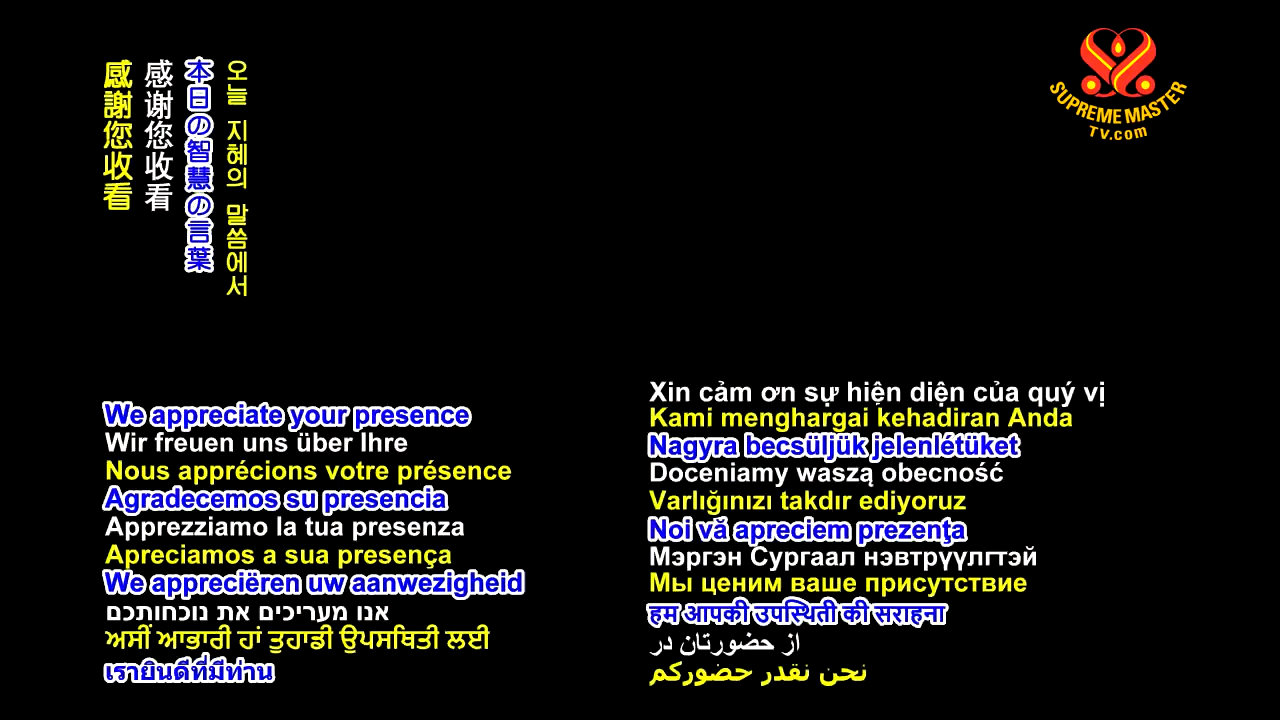 感謝您收看
感谢您收看
本日の智慧の言葉
오늘 지혜의 말씀에서
SUPREME MASTER
TV.com
We appreciate your presence
Wir freuen uns über Ihre
Nous apprécions votre présence
Agradecemos su presencia
Apprezziamo la tua presenza
Apreciamos a sua presença
We appreciëren uw aanwezigheid
אנו מעריכים את נוכחותכם
ਅਸੀਂ ਆਭਾਰੀ ਹਾਂ ਤੁਹਾਡੀ ਉਪਸਥਿਤੀ ਲਈ
เรายินดีที่มีท่าน
Xin cảm ơn sự hiện diện của quý vị
Kami menghargai kehadiran Anda
Nagyra becsüljük jelenlétüket
Doceniamy waszą obecność
Varlığınızı takdır ediyoruz
Noi vă apreciem prezenţa
Мэргэн Сургаал нэвтрүүлгтэй
Мы ценим ваше присутствие
हम आपकी उपस्थिती की सराहना
از حضورتان در
نحن نقدر حضوركم